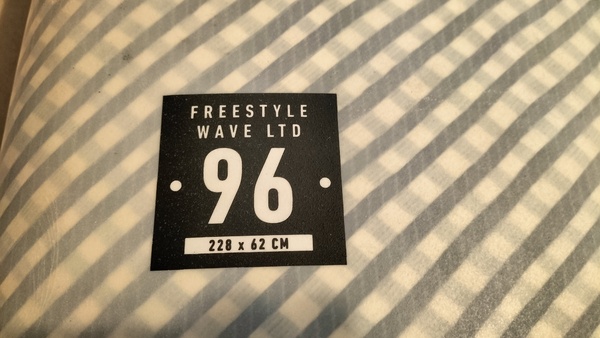 FREESTYLE
WAVE LTD
96
228 x 62 CM